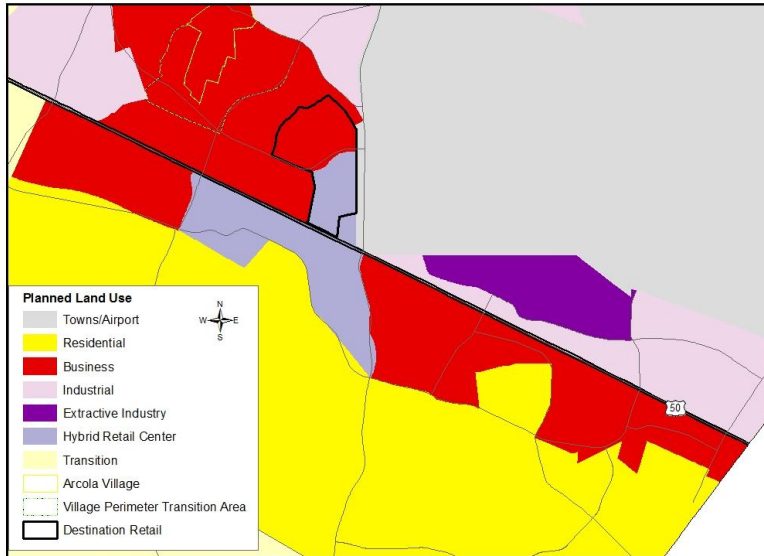 Planned Land Use
N
W E
S
Towns/Airport
Residential
Business
Industrial
Extractive Industry
Hybrid Retail Center
Transition
Arcola Village
Village Perimeter Transition Area
Destination Retail
50